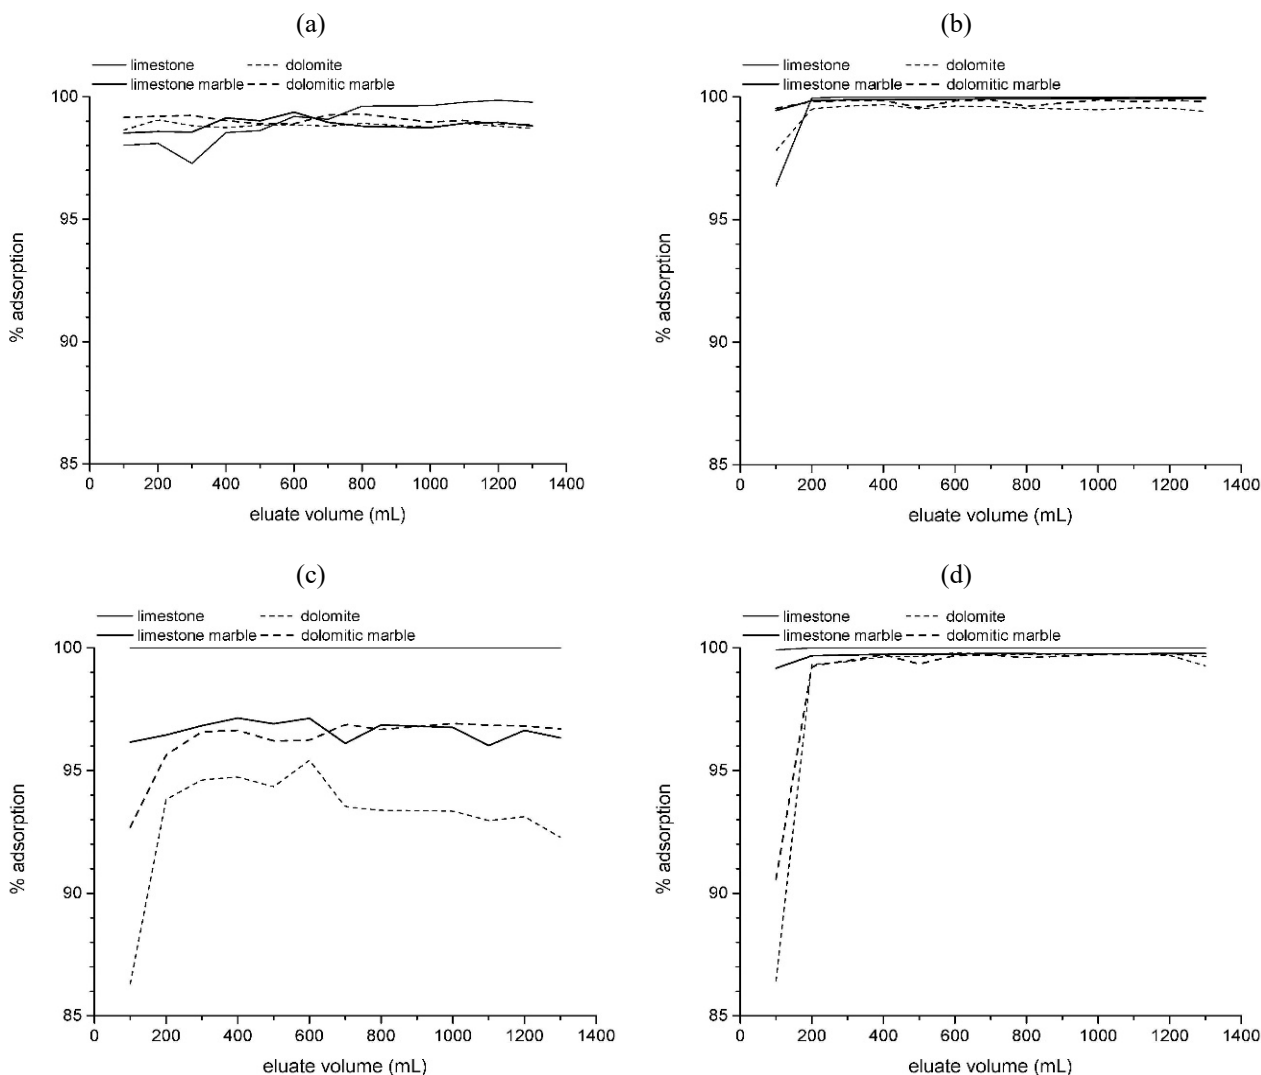 (a)
limestone dolomite
limestone marble dolomitic marble
100
95
90
85
% adsorption
0 200 400 600 800 1000 1200 1400
eluate volume (mL)
(b)
limestone dolomite
limestone marble dolomitic marble
100
95
90
85
% adsorption
0 200 400 600 800 1000 1200 1400
eluate volume (mL)
(c)
limestone dolomite
limestone marble dolomitic marble
100
95
90
85
% adsorption
0 200 400 600 800 1000 1200 1400
eluate volume (mL)
(d)
limestone dolomite
limestone marble dolomitic marble
100
95
90
85
% adsorption
0 200 400 600 800 1000 1200 1400
eluate volume (mL)